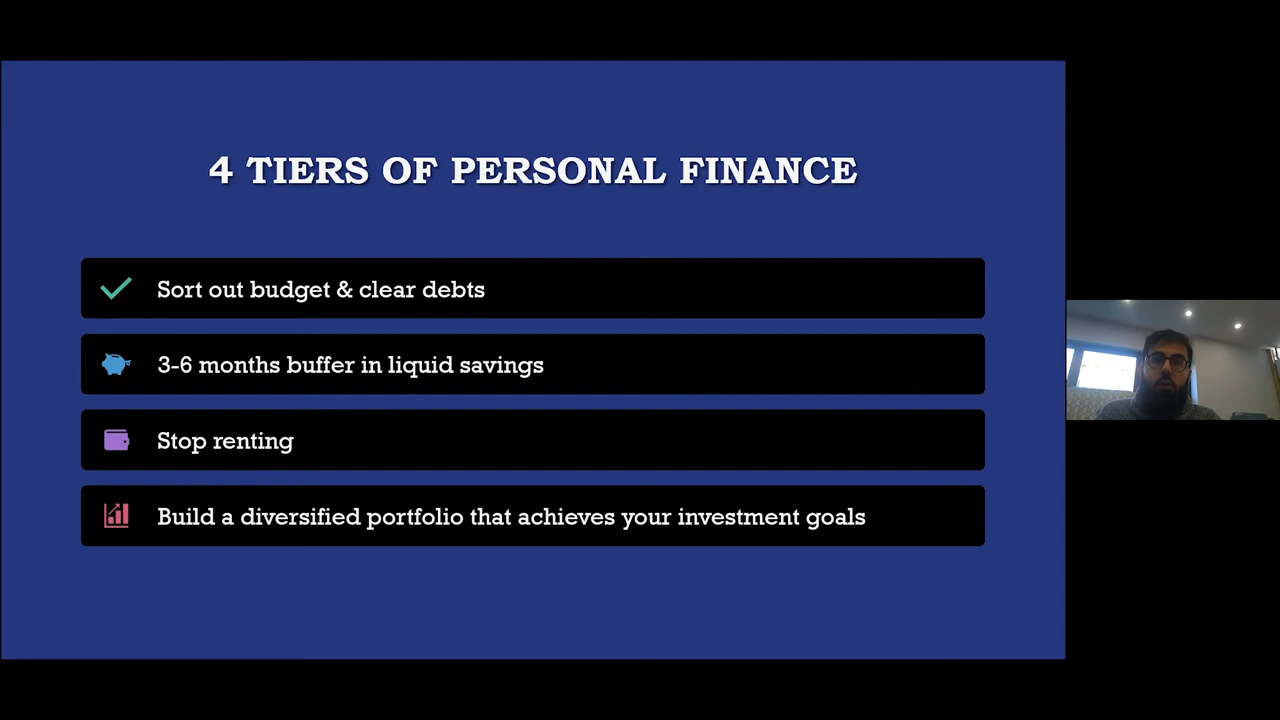 4 TIERS OF PERSONAL FINANCE
Sort out budget & clear debts
3-6 months buffer in liquid savings
Stop renting
Build a diversified portfolio that achieves your investment goals